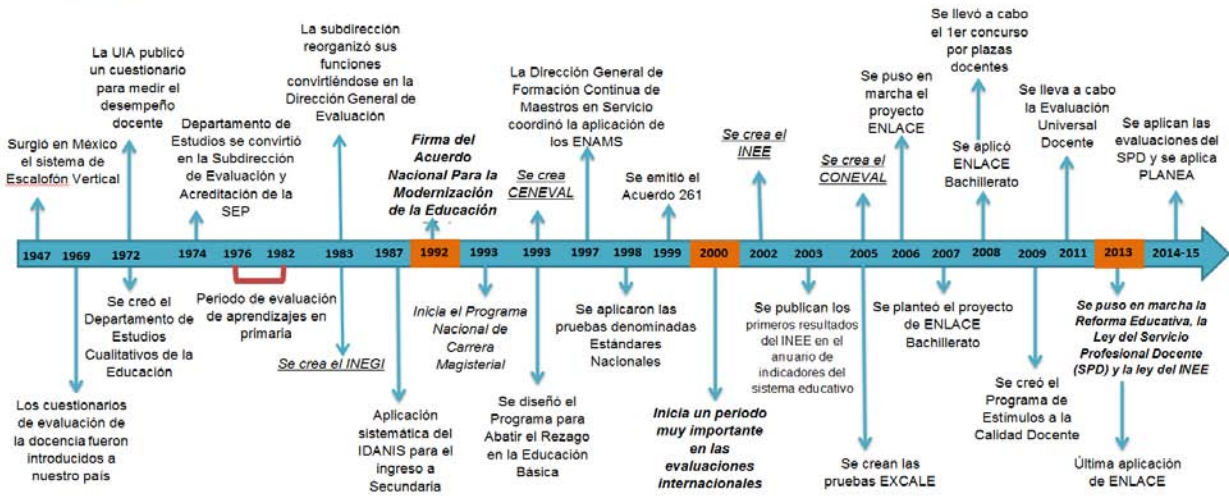 Surgió en México
el sistema de
Escalofón Vertical
La UIA publicó
un cuestionario
para medir el
desempeño
docente
Departamento de
Estudios se convirtió
en la Subdirección
de Evaluación y
Acreditación de la
SEP
La subdirección
reorganizó sus
funciones
convirtiéndose en la
Dirección General de
Evaluación
Firma del
Acuerdo
Nacional Para la
Modernización
de la Educación
Se crea
CENEVAL
La Dirección General de
Formación Continua de
Maestros en Servicio
coordinó la aplicación de
los ENAMS
Se emitió el
Acuerdo 261
Se crea el
INEE
Se crea el
CONEVAL
Se puso en
marcha el
proyecto
ENLACE
Se llevó a cabo
el 1er concurso
por plazas
docentes
Se aplicó
ENLACE
Bachillerato
Se lleva a cabo
la Evaluación
Universal
Docente
Se aplican las
evaluaciones del
SPD y se aplica
PLANEA
1947 1969 1972 1974 1976 1982 1983 1987 1992 1993 1993 1997 1998 1999 2000 2002 2003 2005 2006 2007 2008 2009 2011 2013 2014-15
Los cuestionarios
de evaluación de
la docencia fueron
introducidos a
nuestro país
Se creó el
Departamento de
Estudios
Cualitativos de la
Educación
Período de evaluación
de aprendizajes en
primaria
Se crea el INEGI
Aplicación
sistemática del
IDANIS para el
ingreso a
Secundaria
Inicia el Programa
Nacional de
Carrera
Magisterial
Se diseñó el
Programa para
Abatir el Rezago
en la Educación
Básica
Se aplicaron las
pruebas denominadas
Estándares
Nacionales
Inicia un período
muy importante
en las
evaluaciones
internacionales
Se publican los
primeros resultados
del INEE en el
anuario de
indicadores del
sistema educativo
Se crean las
pruebas EXCALE
Se planteó el proyecto
de ENLACE
Bachillerato
Se creó el
Programa de
Estímulos a la
Calidad Docente
Se puso en marcha la
Reforma Educativa, la
Ley del Servicio
Profesional Docente
(SPD) y la ley del INEE
Última aplicación
de ENLACE